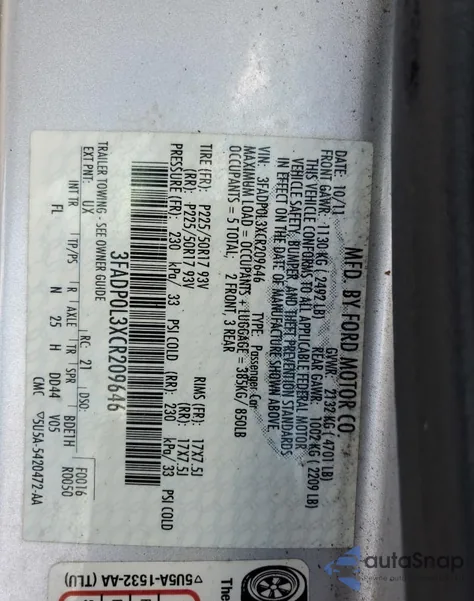 MFD. BY FORD MOTOR CO.
DATE: 10/11 GVWR: 2132 KG ( 4701 LB)
FRONT GAWR: 1130 KG ( 2492 LB) REAR GAWR: 1002 KG ( 2209 LB)
THIS VEHICLE CONFORMS TO ALL APPLICABLE FEDERAL MOTOR
VEHICLE SAFETY, BUMPER, AND THEFT PREVENTION STANDARDS
IN EFFECT ON THE DATE OF MANUFACTURE SHOWN ABOVE.
VIN: 3FADP0L3XCR209646 TYPE: Passenger Car
MAXIMUM LOAD = OCCUPANTS + LUGGAGE = 385KG/ 850LB
OCCUPANTS = 5 TOTAL; 2 FRONT, 3 REAR
TIRE (FR): P225/50R17 93V RIMS (FR): 17X7.5J
(RR): P225/50R17 93V (RR): 17X7.5J
PRESSURE (FR): 230 kPa/ 33 PSI COLD (RR): 230 kPa/ 33 PSI COLD
3FADP0L3XCR209646
TRAILER TOWING - SEE OWNER GUIDE F0016
EXT PNT: UX RC: 21 DSO: R0050
INT TR TP/PS R AXLE TR SPR BDETH
FL N 25 H DD44 V05
CMC ▽5U5A-5420472-AA
▽5U5A-1532-AA (TLU)
The
autoSnap